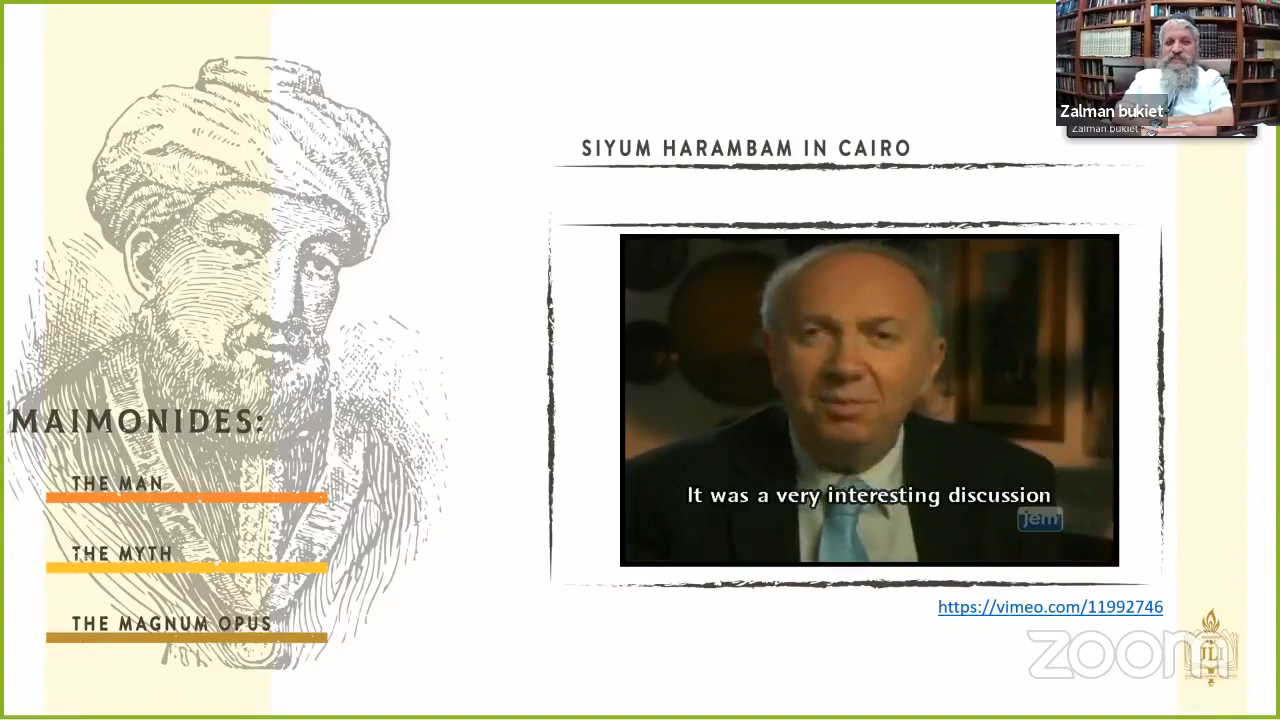 Zalman bukiet
Zalman bukiet
SIYUM HARAMBAM IN CAIRO
It was a very interesting discussion
jem
https://vimeo.com/11992746
MAIMONIDES:
THE MAN
THE MYTH
THE MAGNUM OPUS
zoom
JLI